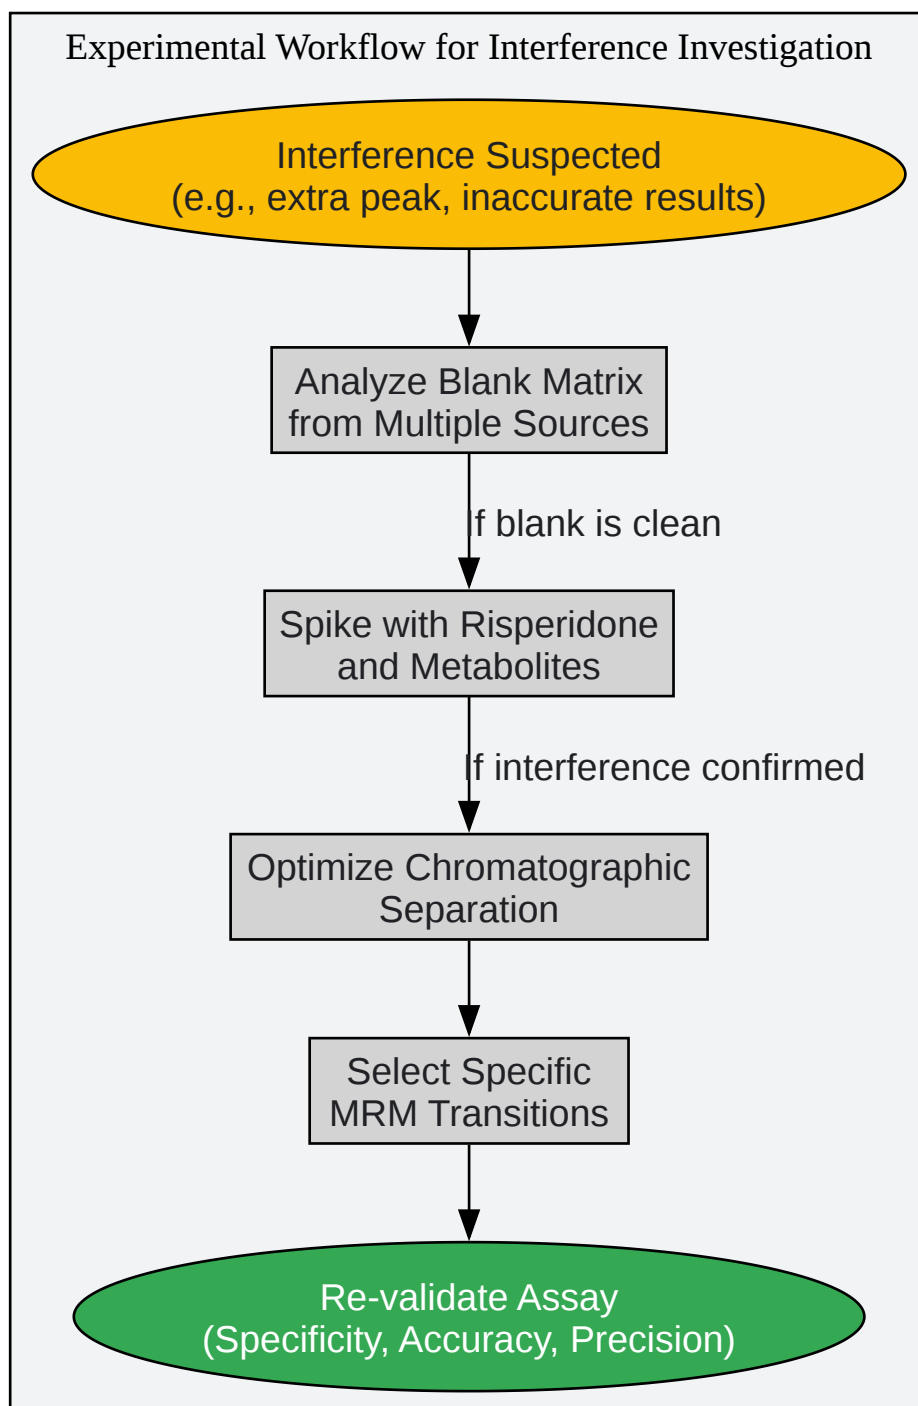 Experimental Workflow for Interference Investigation
Interference Suspected
(e.g., extra peak, inaccurate results)
Analyze Blank Matrix
from Multiple Sources
If blank is clean
Spike with Risperidone
and Metabolites
If interference confirmed
Optimize Chromatographic
Separation
Select Specific
MRM Transitions
Re-validate Assay
(Specificity, Accuracy, Precision)